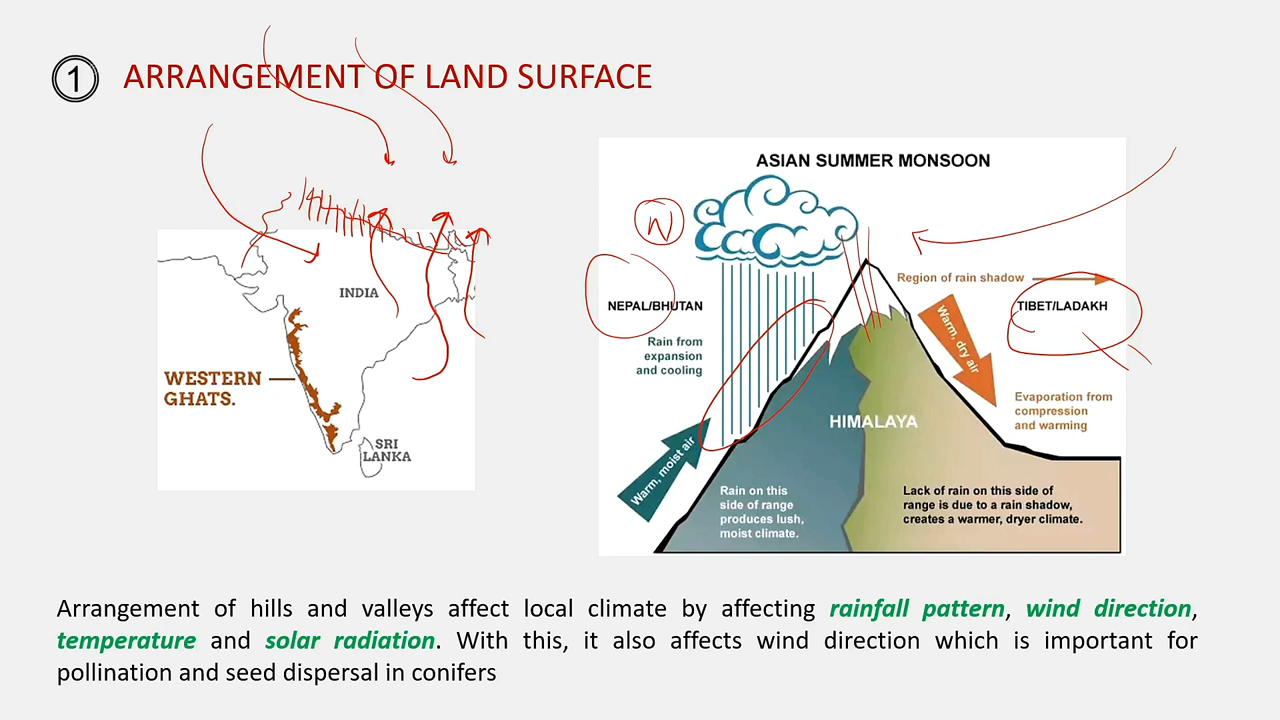 1 ARRANGEMENT OF LAND SURFACE
INDIA
WESTERN
GHATS.
SRI
LANKA
ASIAN SUMMER MONSOON
N
Region of rain shadow
NEPAL/BHUTAN
TIBET/LADAKH
Rain from
expansion
and cooling
Warm, dry air
Evaporation from
compression
and warming
HIMALAYA
Warm, moist air
Rain on this
side of range
produces lush,
moist climate.
Lack of rain on this side of
range is due to a rain shadow,
creates a warmer, dryer climate.
Arrangement of hills and valleys affect local climate by affecting rainfall pattern, wind direction,
temperature and solar radiation. With this, it also affects wind direction which is important for
pollination and seed dispersal in conifers